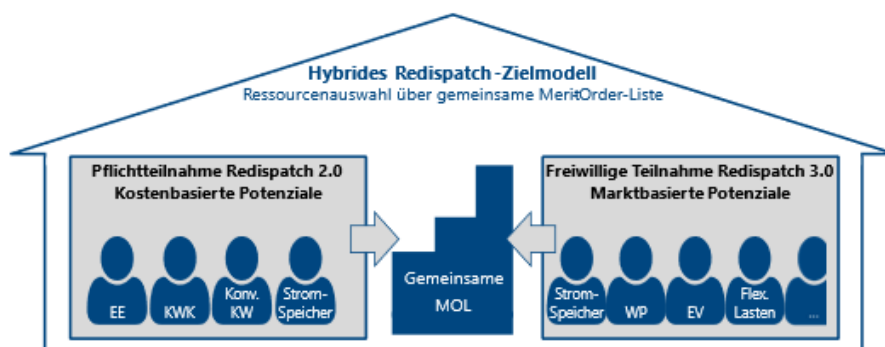 Hybrides Redispatch-Zielmodell
Ressourcenauswahl über gemeinsame MeritOrder-Liste
Pflichtteilnahme Redispatch 2.0
Kostenbasierte Potenziale
EE
KWK
Konv.
KW
Strom-
Speicher
Gemeinsame
MOL
Freiwillige Teilnahme Redispatch 3.0
Marktbasierte Potenziale
Strom-
Speicher
WP
EV
Flex.
Lasten
...